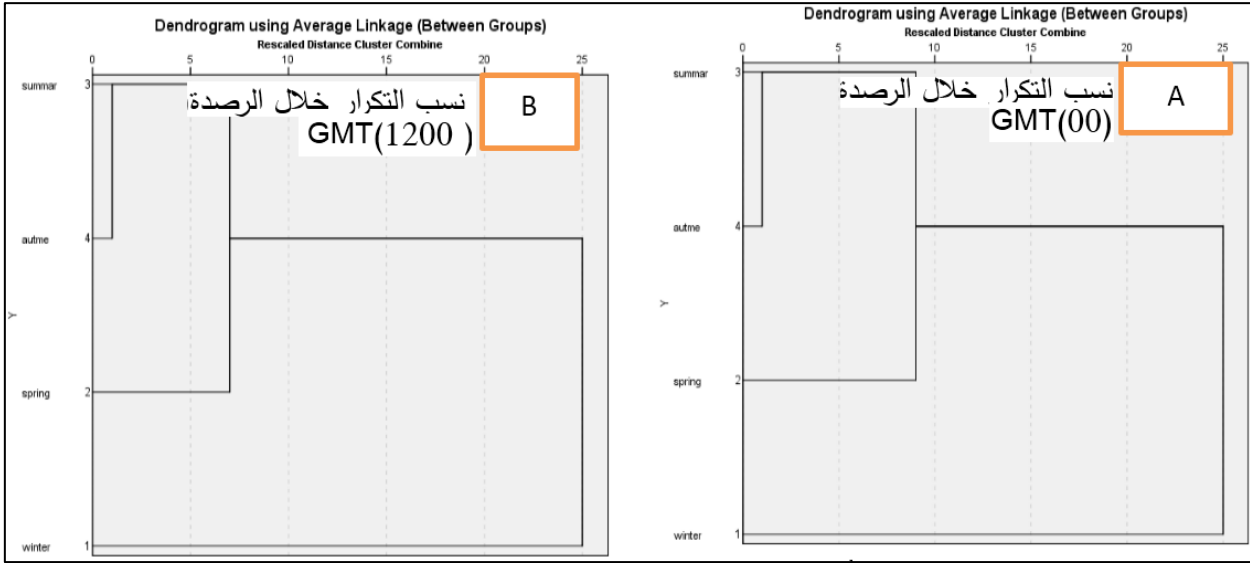 Dendrogram using Average Linkage (Between Groups)
Rescaled Distance Cluster Combine
0 5 10 15 20 25
summar 3
نسب التكرار خلال الرصدة
GMT(1200 )
B
autme 4
Y
spring 2
winter 1
Dendrogram using Average Linkage (Between Groups)
Rescaled Distance Cluster Combine
0 5 10 15 20 25
summar 3
نسب التكرار خلال الرصدة
GMT(00)
A
autme 4
Y
spring 2
winter 1